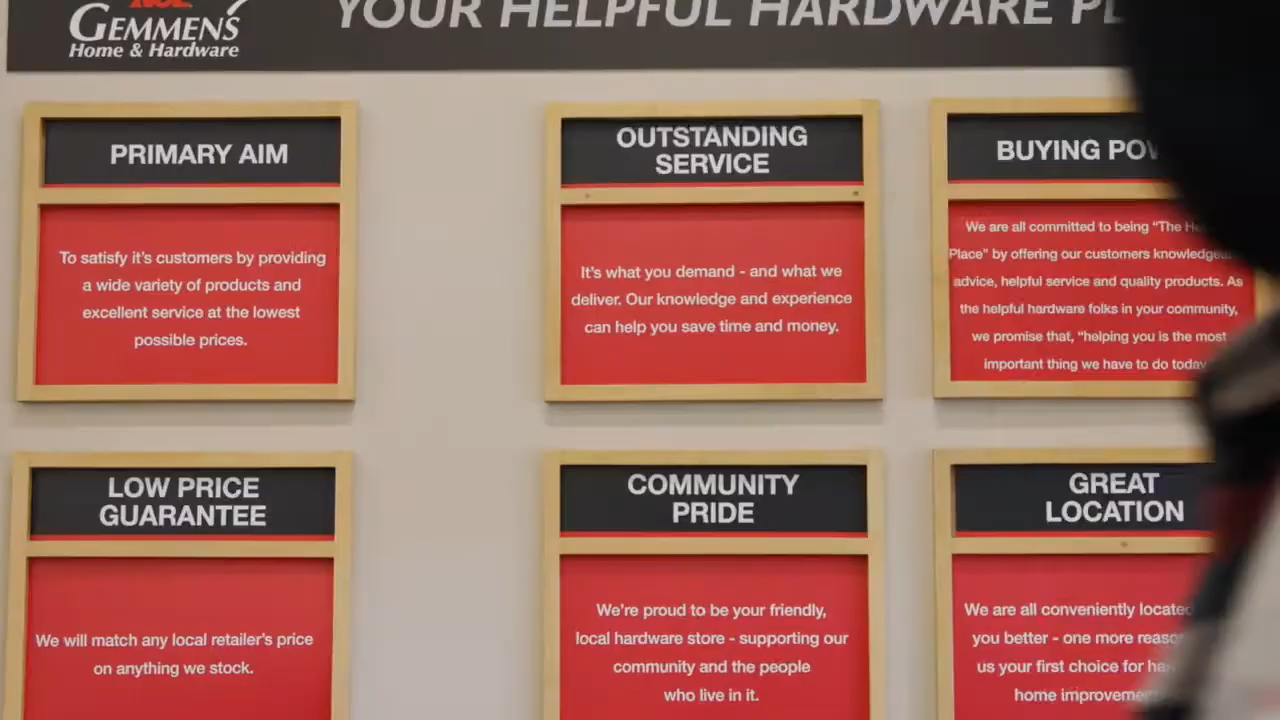 ACE
GEMMENS
Home & Hardware
YOUR HELPFUL HARDWARE
PRIMARY AIM
To satisfy it's customers by providing
a wide variety of products and
excellent service at the lowest
possible prices.
OUTSTANDING
SERVICE
It's what you demand - and what we
deliver. Our knowledge and experience
can help you save time and money.
BUYING
We are all committed to being "The
Place" by offering our customers
advice, helpful service and quality products. As
the helpful hardware folks in your community,
we promise that, "helping you is the most
important thing we have to do today
LOW PRICE
GUARANTEE
We will match any local retailer's price
on anything we stock.
COMMUNITY
PRIDE
We're proud to be your friendly,
local hardware store - supporting our
community and the people
who live in it.
GREAT
LOCATION
We are all conveniently
you better - one more
us your first choice for
home